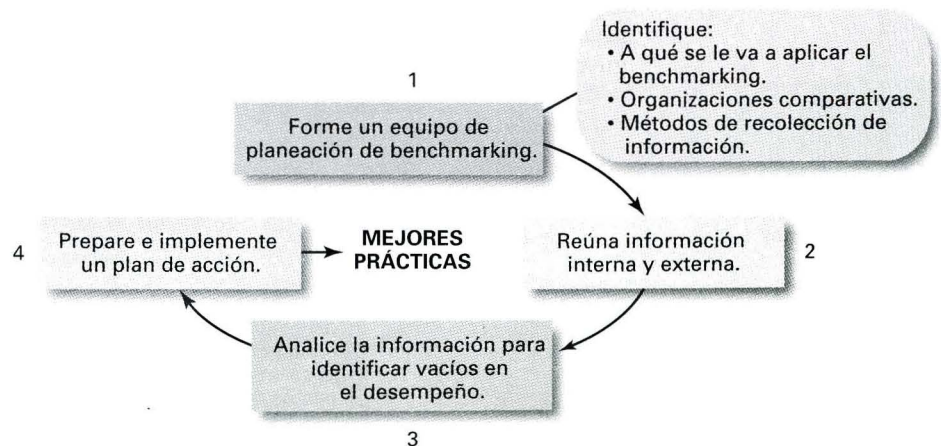 1
Forme un equipo de
planeación de benchmarking.
Identifique:
• A qué se le va a aplicar el
benchmarking.
• Organizaciones comparativas.
• Métodos de recolección de
información.
Reúna información
interna y externa.
2
Analice la información para
identificar vacíos en
el desempeño.
3
4
Prepare e implemente
un plan de acción.
MEJORES
PRÁCTICAS